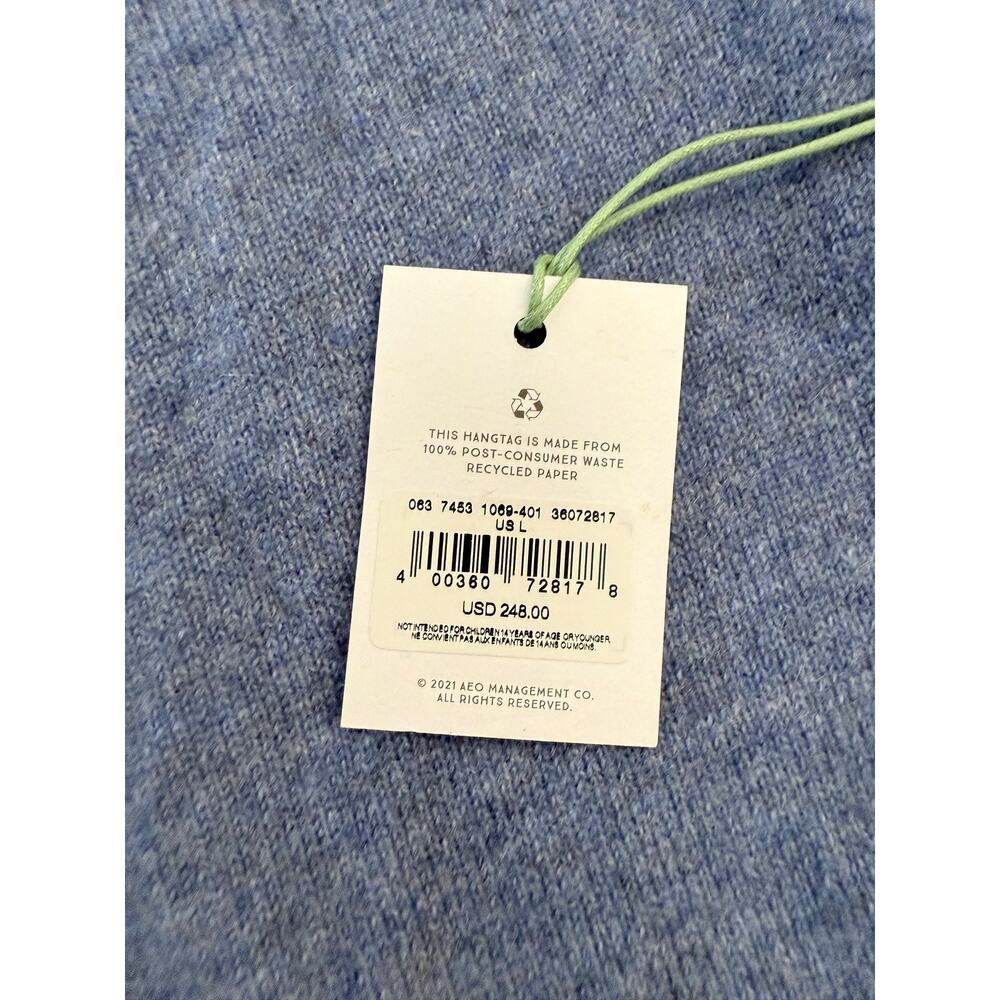 THIS HANGTAG IS MADE FROM
100% POST-CONSUMER WASTE
RECYCLED PAPER
063 7453 1069-401 36072817
US L
4 00360 72817 8
USD 248.00
NOT INTENDED FOR CHILDREN 14 YEARS OF AGE OR YOUNGER.
NE CONVIENT PAS AUX ENFANTS DE 14 ANS OU MOINS.
© 2021 AEO MANAGEMENT CO.
ALL RIGHTS RESERVED.